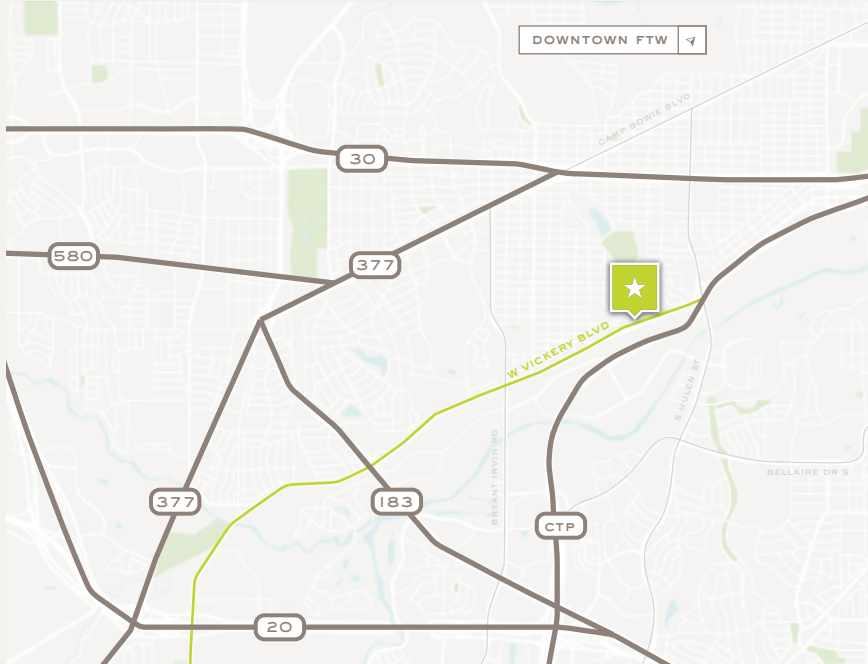 DOWNTOWN FTW
CAMP BOWIE BLVD
30
580
377
W VICKERY BLVD
S HULEN ST
BRYANT IRVIN RD
BELLAIRE DR S
377
183
CTP
20